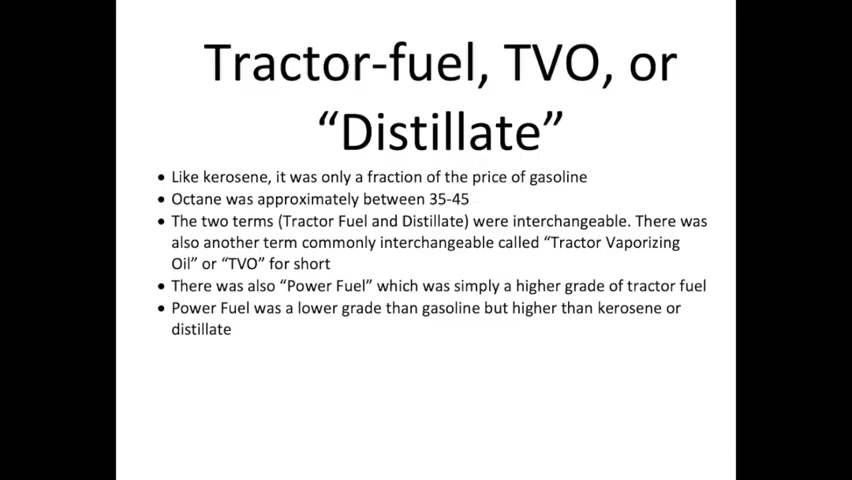 Tractor-fuel, TVO, or
“Distillate”
• Like kerosene, it was only a fraction of the price of gasoline
• Octane was approximately between 35-45
• The two terms (Tractor Fuel and Distillate) were interchangeable. There was
also another term commonly interchangeable called “Tractor Vaporizing
Oil” or “TVO” for short
• There was also “Power Fuel” which was simply a higher grade of tractor fuel
• Power Fuel was a lower grade than gasoline but higher than kerosene or
distillate